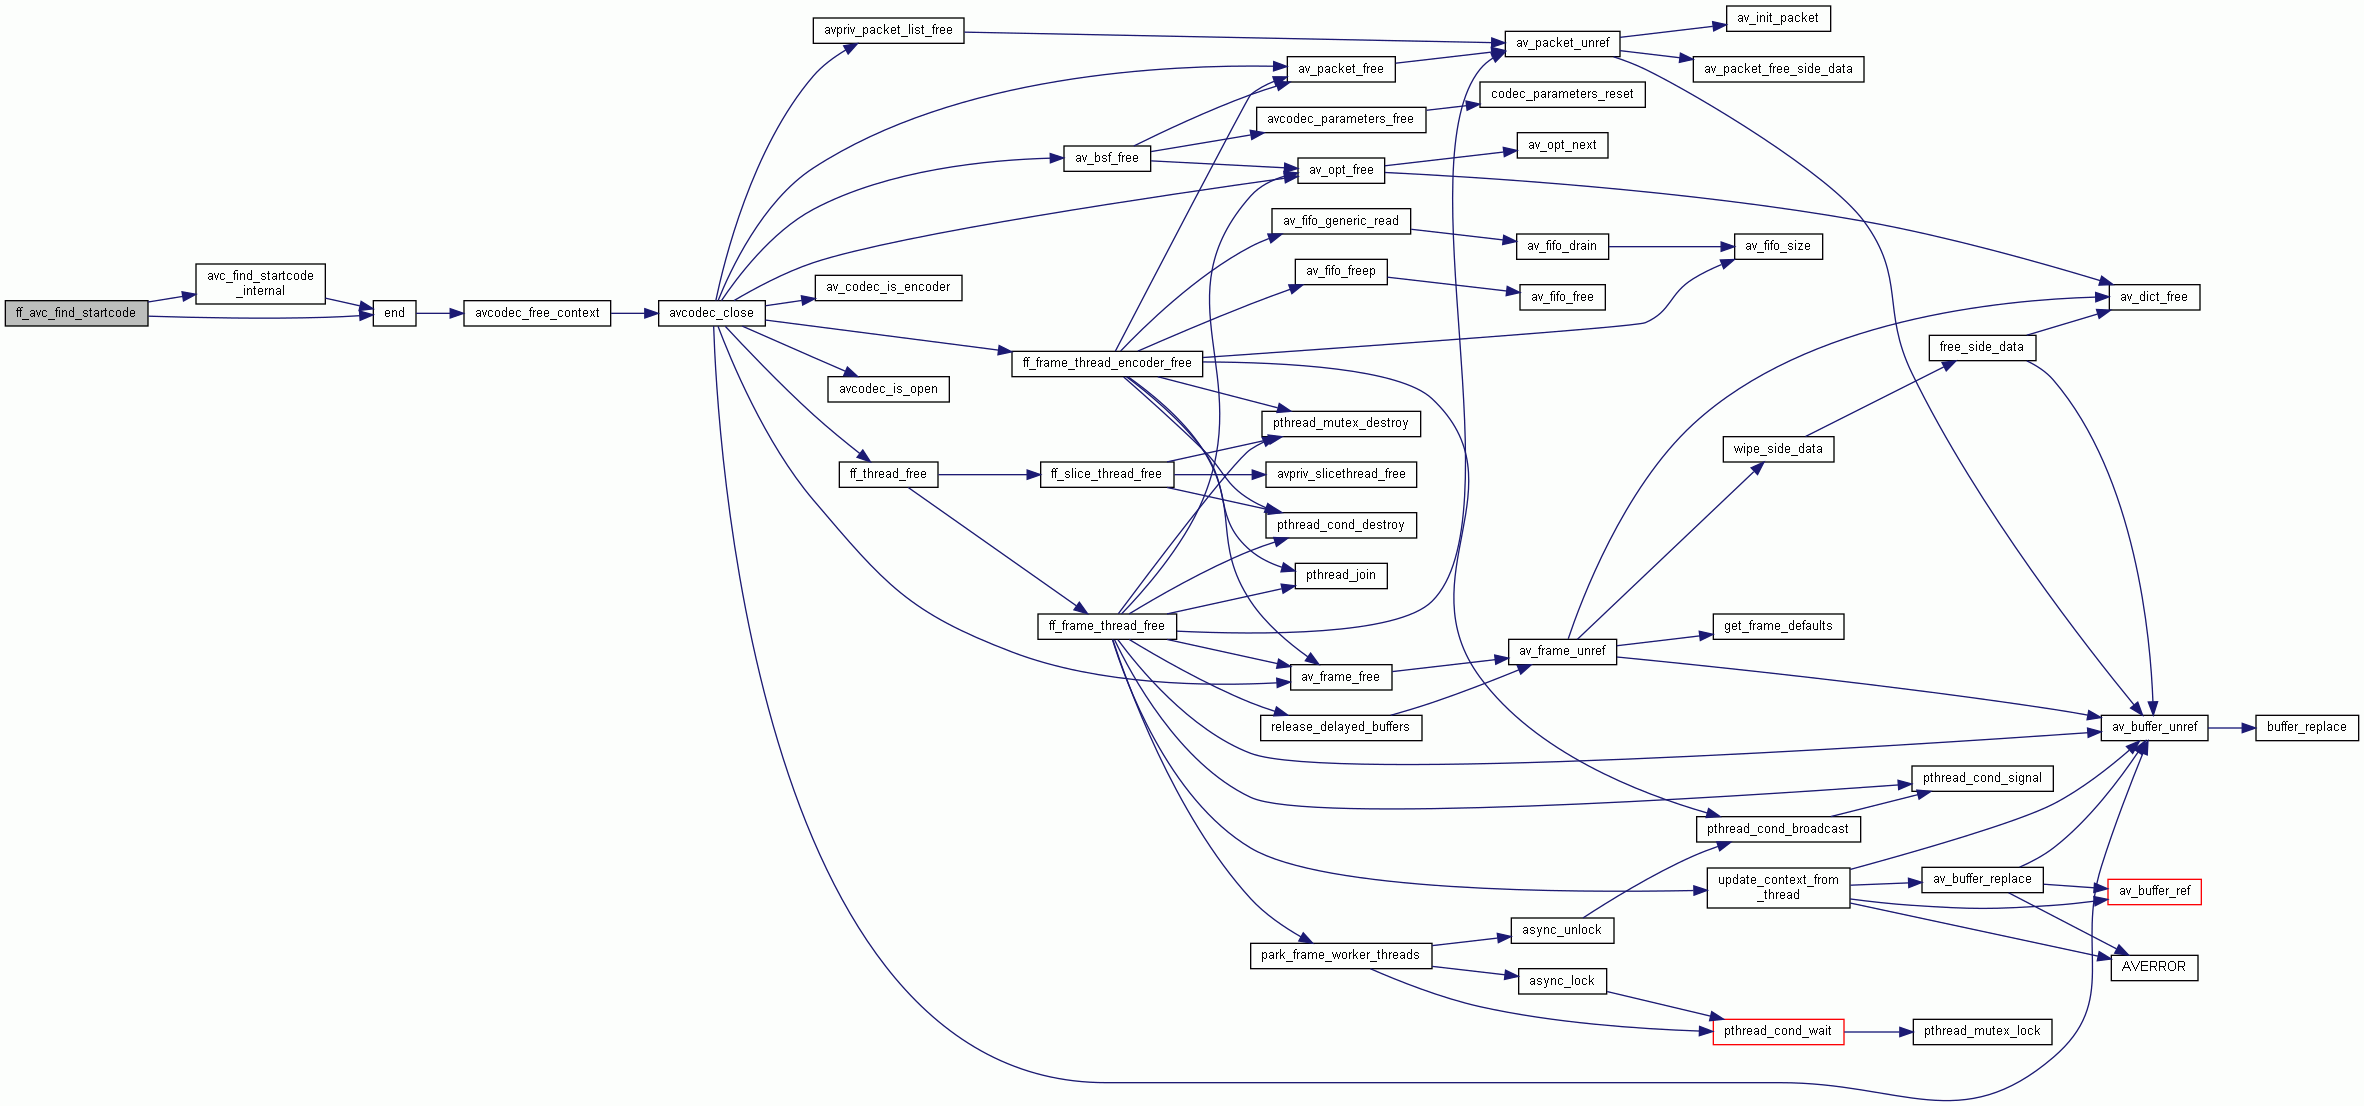 ff_avc_find_startcode
avc_find_startcode
_internal
end
avcodec_free_context
avcodec_close
avpriv_packet_list_free
av_codec_is_encoder
avcodec_is_open
ff_thread_free
av_bsf_free
ff_frame_thread_encoder_free
ff_slice_thread_free
ff_frame_thread_free
av_packet_free
avcodec_parameters_free
av_opt_free
av_fifo_generic_read
av_fifo_freep
pthread_mutex_destroy
avpriv_slicethread_free
pthread_cond_destroy
pthread_join
av_frame_free
release_delayed_buffers
park_frame_worker_threads
av_packet_unref
codec_parameters_reset
av_opt_next
av_fifo_drain
av_fifo_free
av_frame_unref
async_unlock
async_lock
av_init_packet
av_packet_free_side_data
av_fifo_size
wipe_side_data
get_frame_defaults
pthread_cond_broadcast
update_context_from
_thread
pthread_cond_wait
free_side_data
pthread_cond_signal
av_buffer_replace
pthread_mutex_lock
av_dict_free
av_buffer_unref
av_buffer_ref
AVERROR
buffer_replace